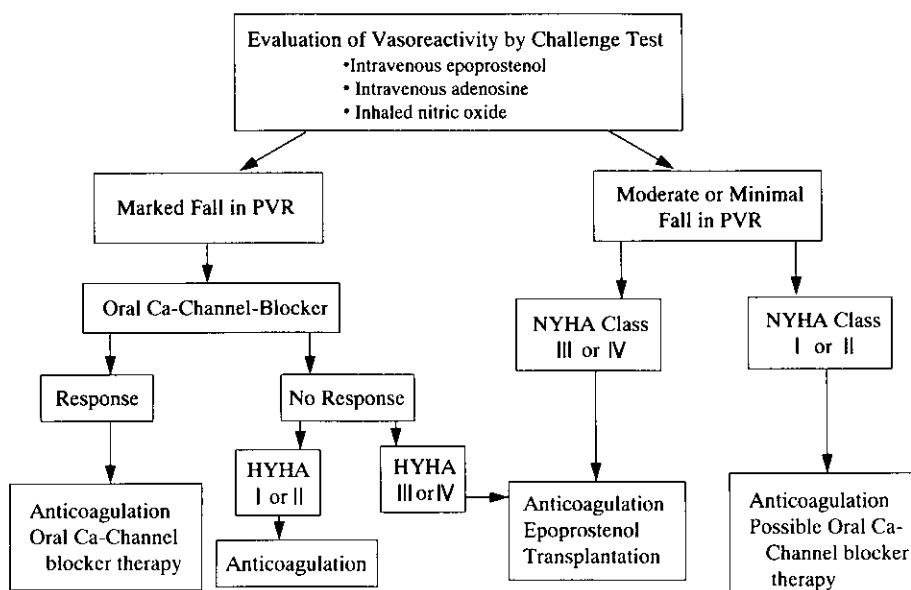 Evaluation of Vasoreactivity by Challenge Test
•Intravenous epoprostenol
•Intravenous adenosine
•Inhaled nitric oxide
Marked Fall in PVR
Moderate or Minimal
Fall in PVR
Oral Ca-Channel-Blocker
NYHA Class
III or IV
NYHA Class
I or II
Response
No Response
HYHA
I or II
HYHA
III or IV
Anticoagulation
Oral Ca-Channel
blocker therapy
Anticoagulation
Anticoagulation
Epoprostenol
Transplantation
Anticoagulation
Possible Oral Ca-
Channel blocker
therapy